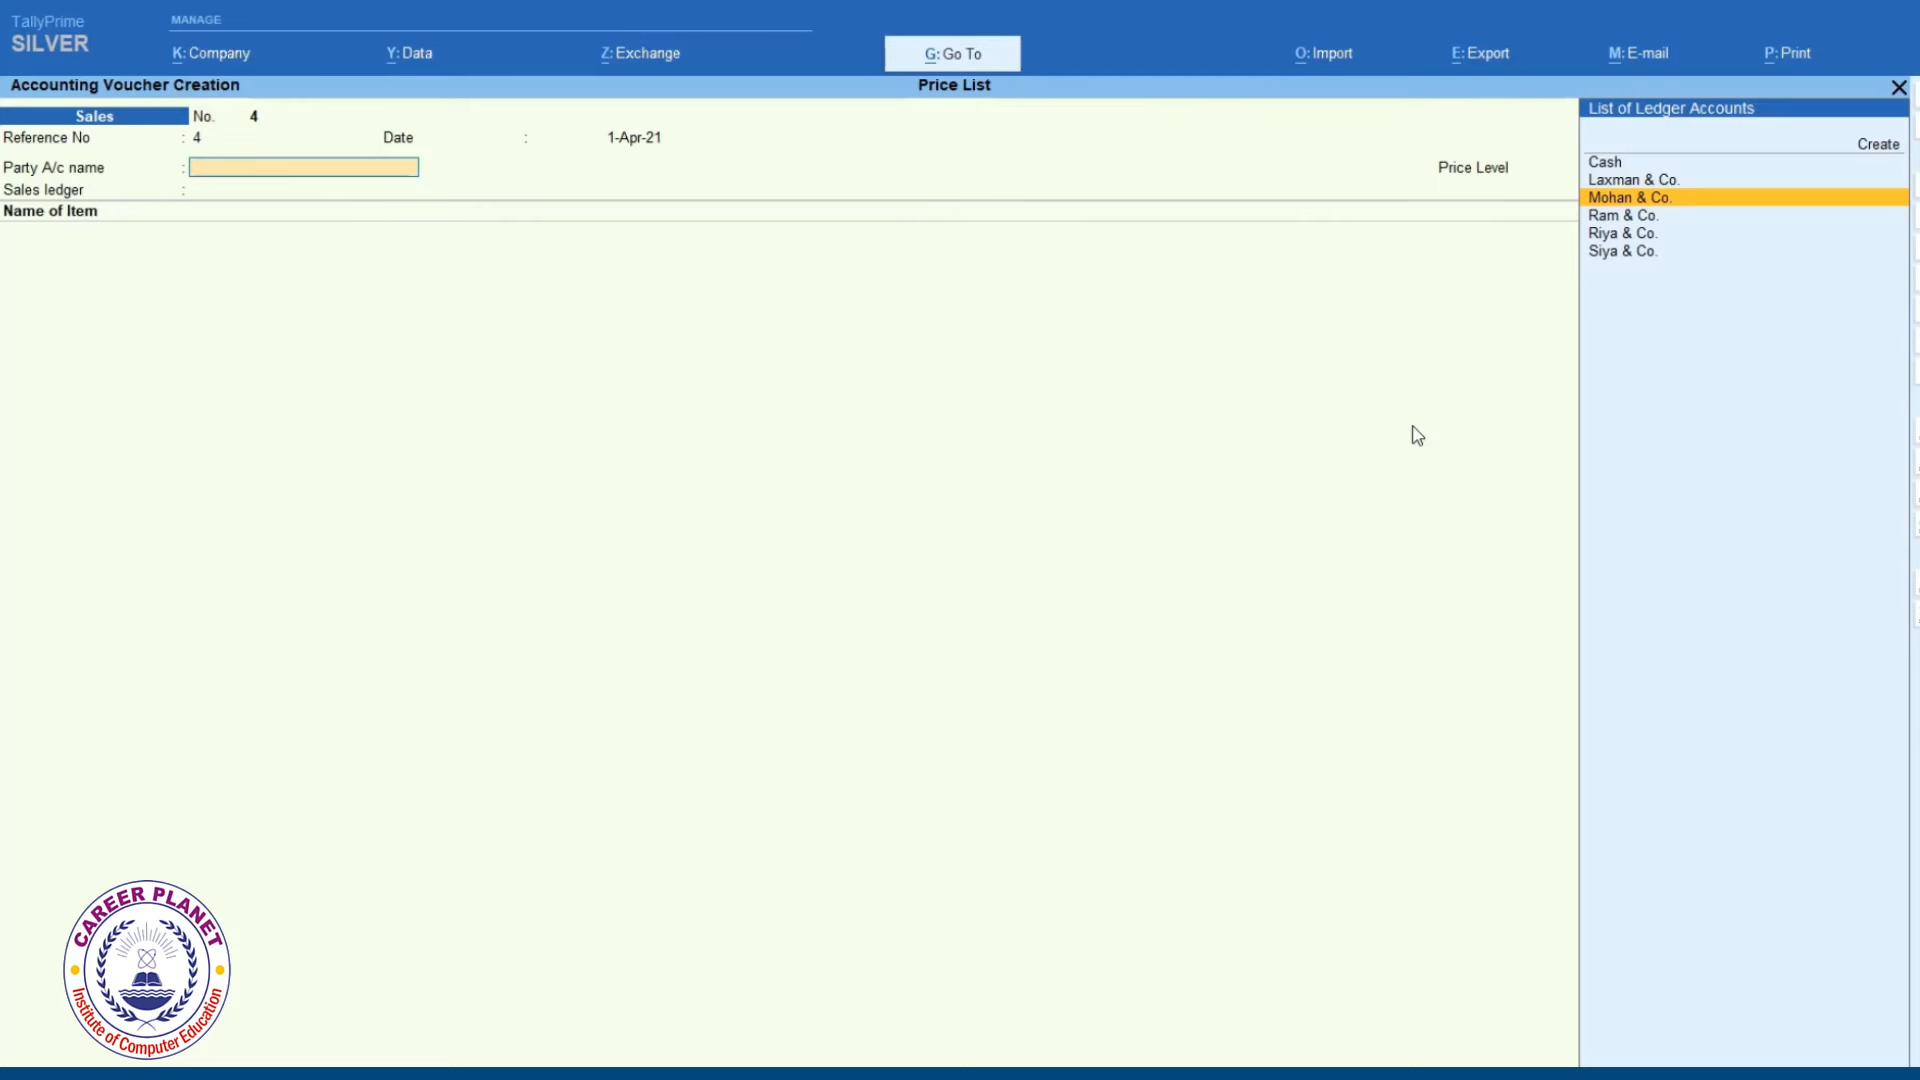 TallyPrime
SILVER
MANAGE
K: Company
Y: Data
Z: Exchange
G: Go To
O: Import
E: Export
M: E-mail
P: Print
Accounting Voucher Creation
Price List
Sales No. 4
Reference No : 4 Date : 1-Apr-21
Party A/c name :
Price Level
Sales ledger :
Name of Item
List of Ledger Accounts
Create
Cash
Laxman & Co.
Mohan & Co.
Ram & Co.
Riya & Co.
Siya & Co.
CAREER PLANET
Institute of Computer Education